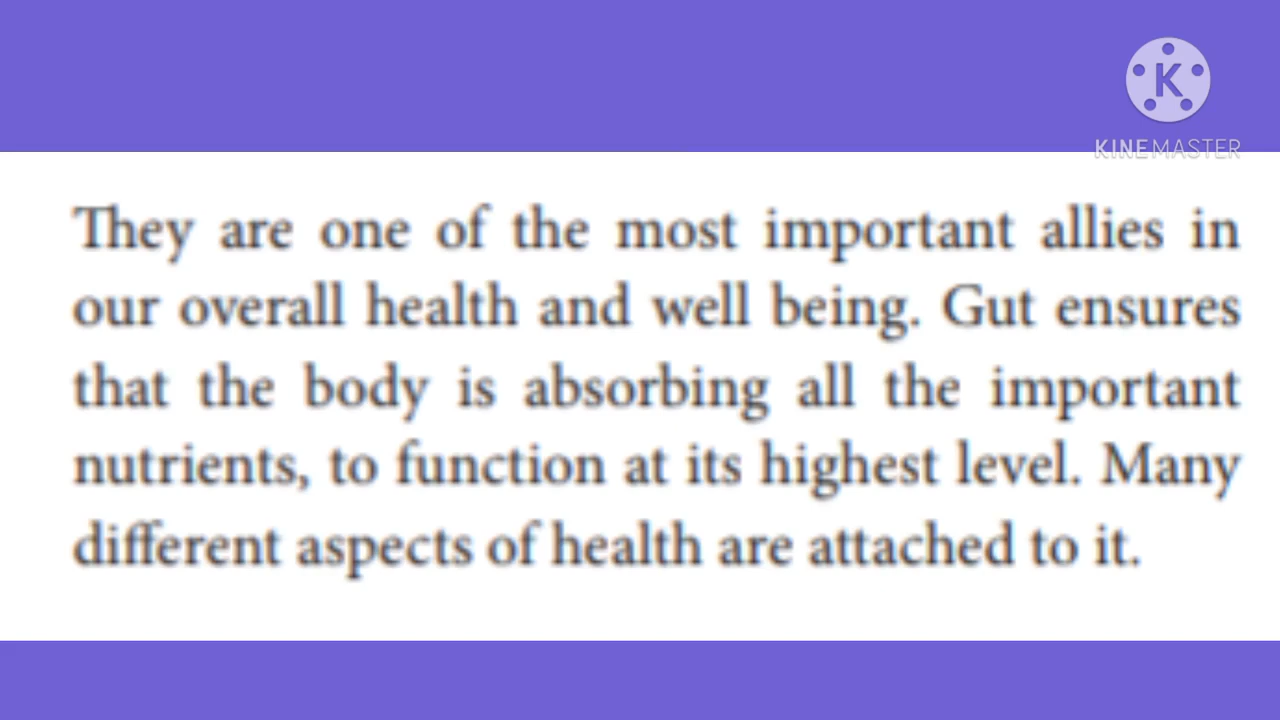 K
KINEMASTER
They are one of the most important allies in
our overall health and well being. Gut ensures
that the body is absorbing all the important
nutrients, to function at its highest level. Many
different aspects of health are attached to it.